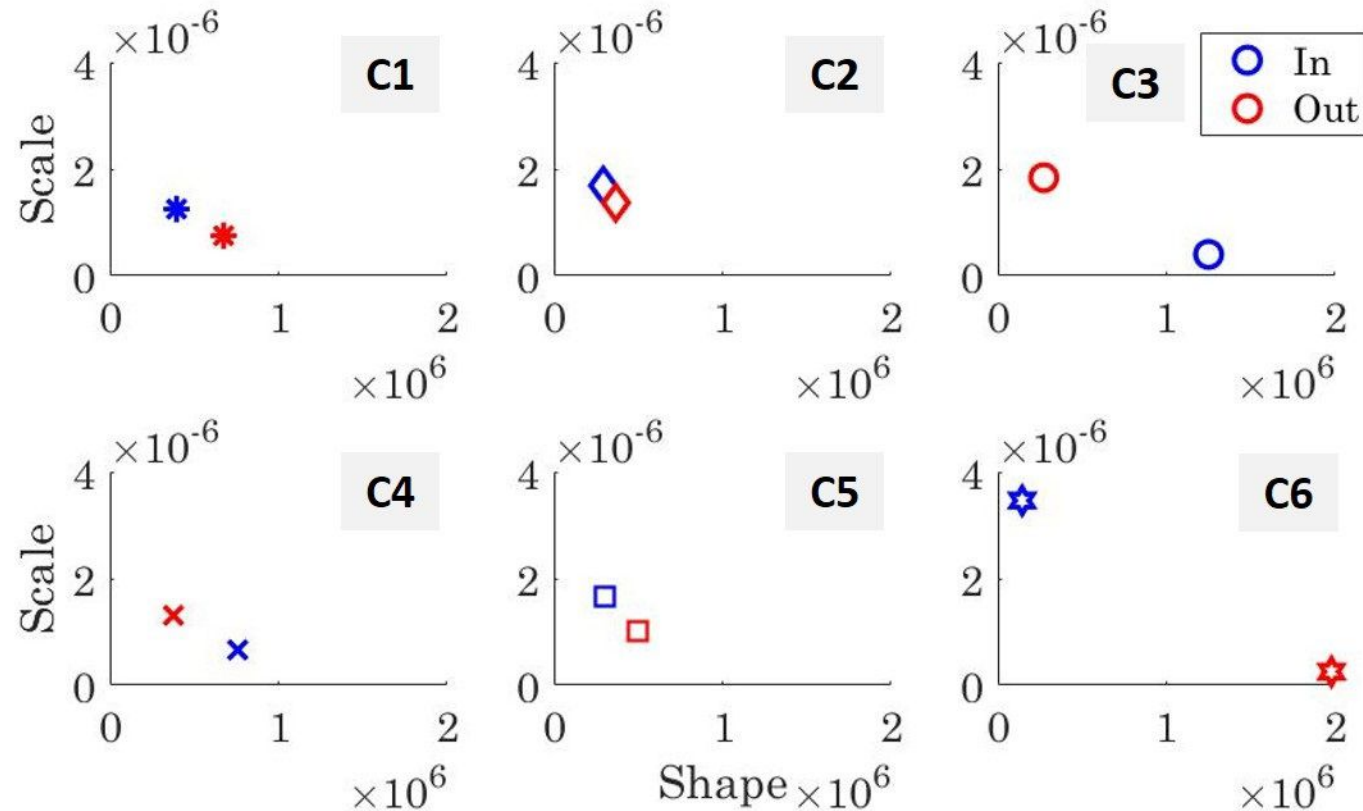 ×10⁻⁶ ×10⁻⁶ ×10⁻⁶
4 4 4
C1 C2 C3
In
Out
Scale
2 2 2
0 0 0
0 1 2 0 1 2 0 1 2
×10⁶ ×10⁶ ×10⁶
×10⁻⁶ ×10⁻⁶ ×10⁻⁶
4 4 4
C4 C5 C6
Scale
2 2 2
0 0 0
0 1 2 0 1 2 0 1 2
×10⁶ Shape ×10⁶ ×10⁶